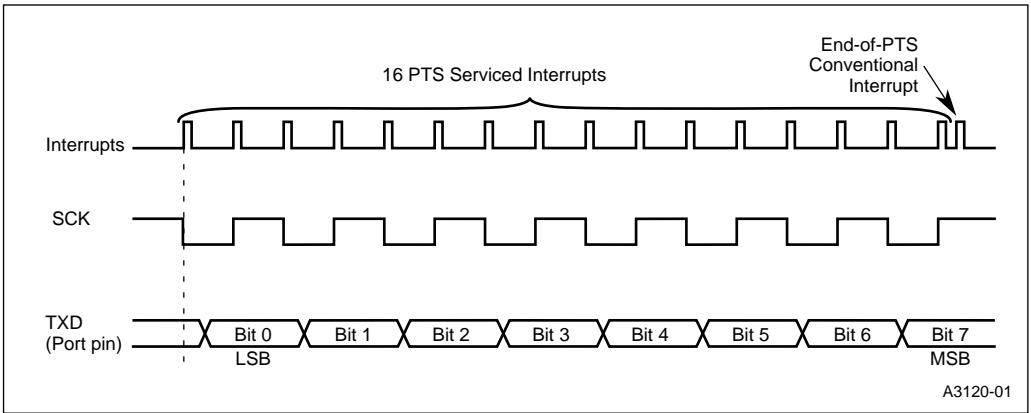 End-of-PTS
Conventional
Interrupt
16 PTS Serviced Interrupts
Interrupts
SCK
TXD
(Port pin)
Bit 0
Bit 1
Bit 2
Bit 3
Bit 4
Bit 5
Bit 6
Bit 7
LSB
MSB
A3120-01